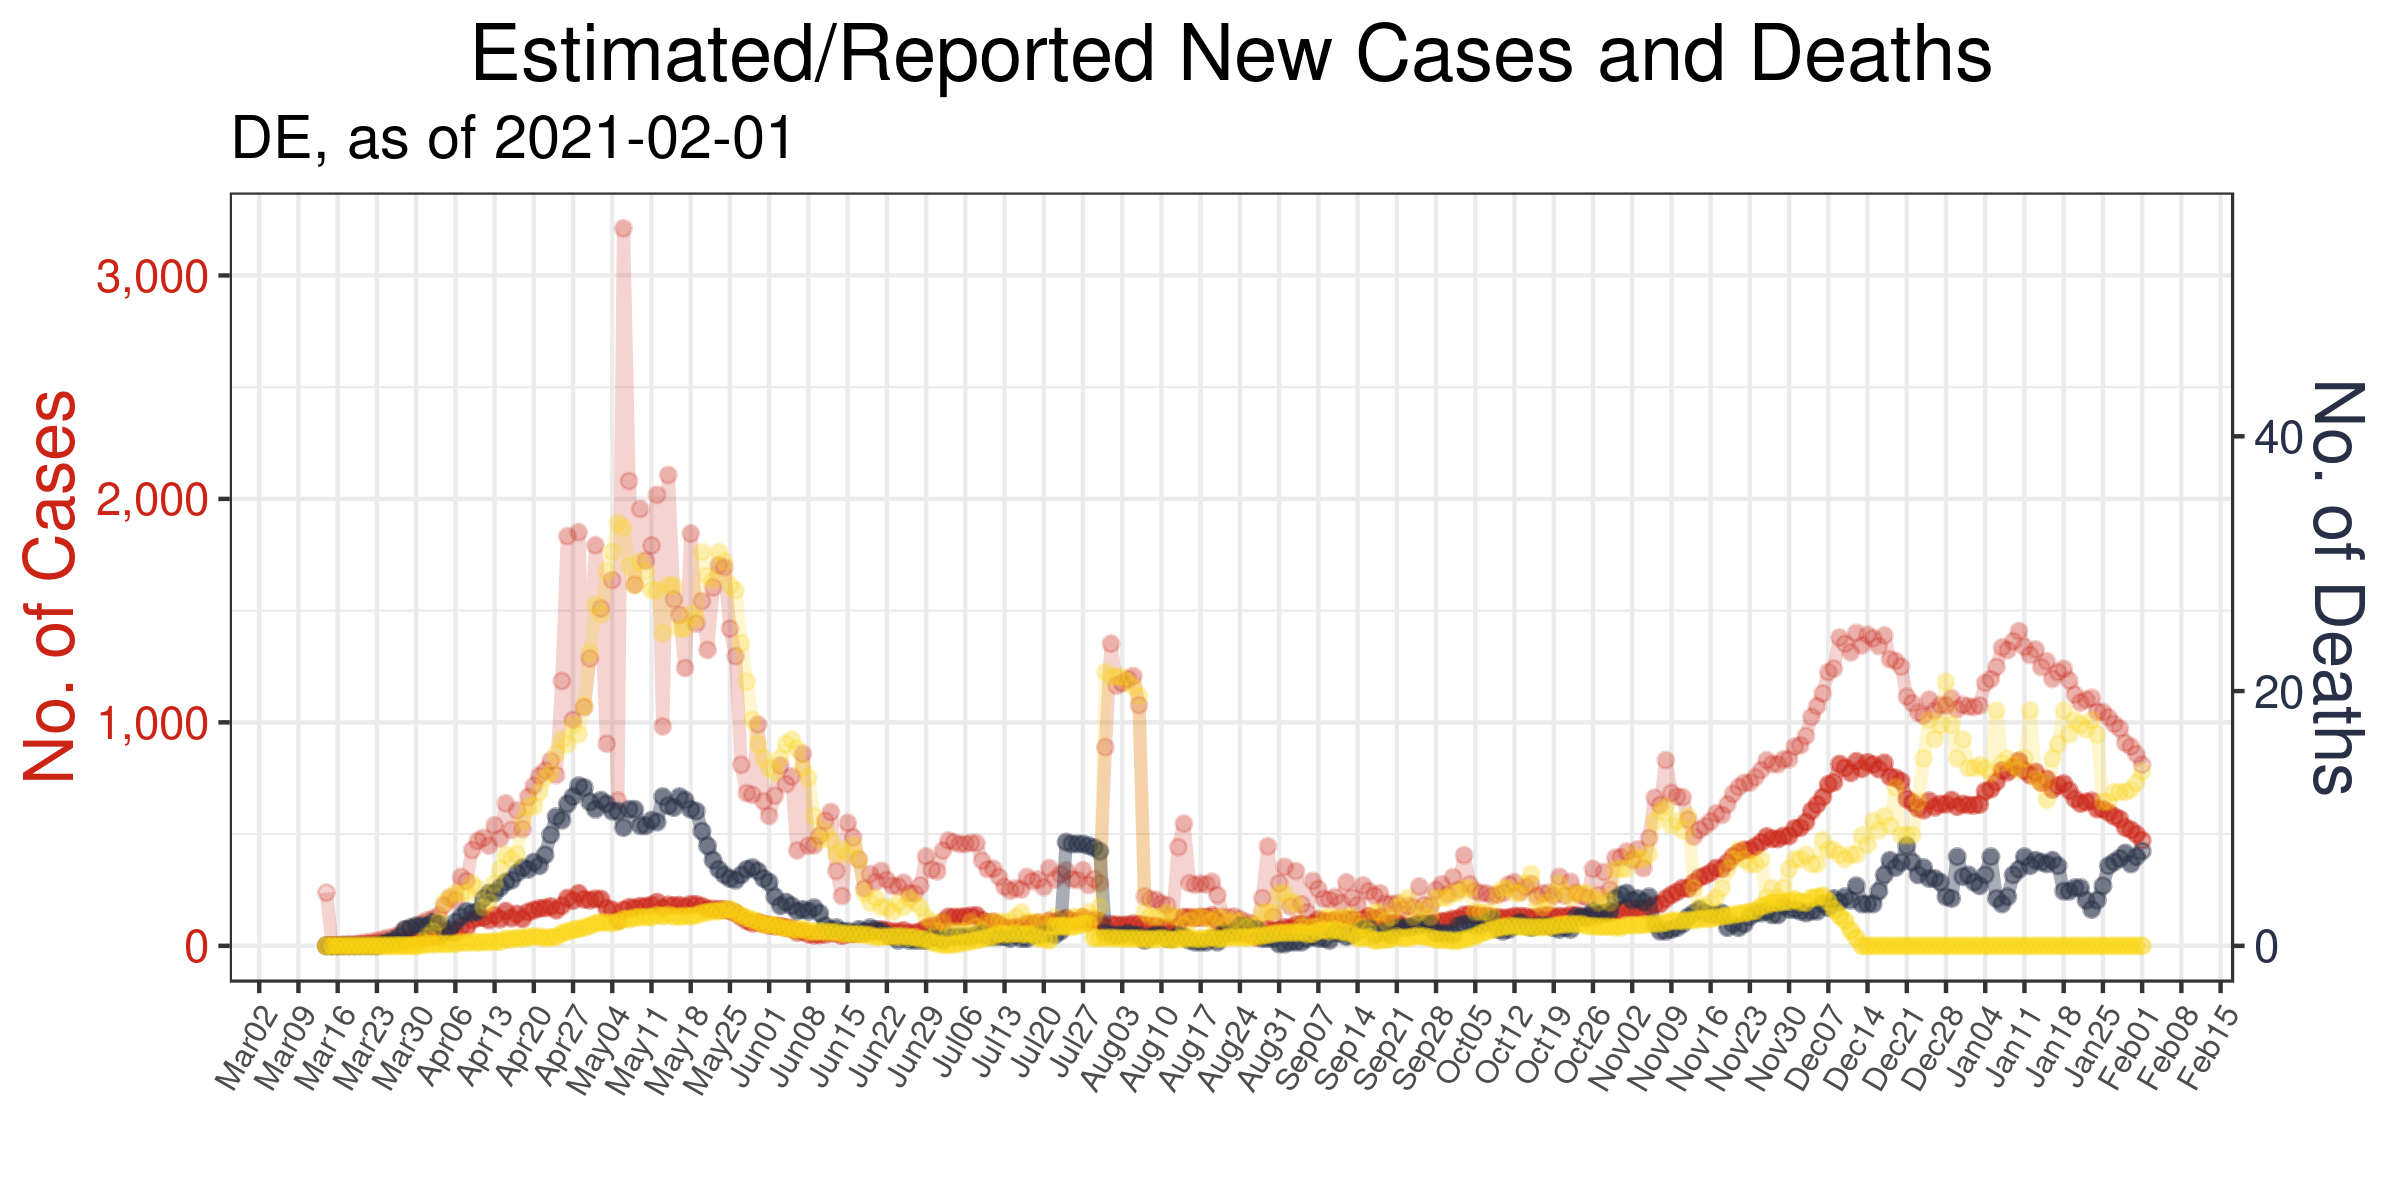 Estimated/Reported New Cases and Deaths
DE, as of 2021-02-01
No. of Cases
3,000
2,000
1,000
0
No. of Deaths
40
20
0
Mar02
Mar09
Mar16
Mar23
Mar30
Apr06
Apr13
Apr20
Apr27
May04
May11
May18
May25
Jun01
Jun08
Jun15
Jun22
Jun29
Jul06
Jul13
Jul20
Jul27
Aug03
Aug10
Aug17
Aug24
Aug31
Sep07
Sep14
Sep21
Sep28
Oct05
Oct12
Oct19
Oct26
Nov02
Nov09
Nov16
Nov23
Nov30
Dec07
Dec14
Dec21
Dec28
Jan04
Jan11
Jan18
Jan25
Feb01
Feb08
Feb15